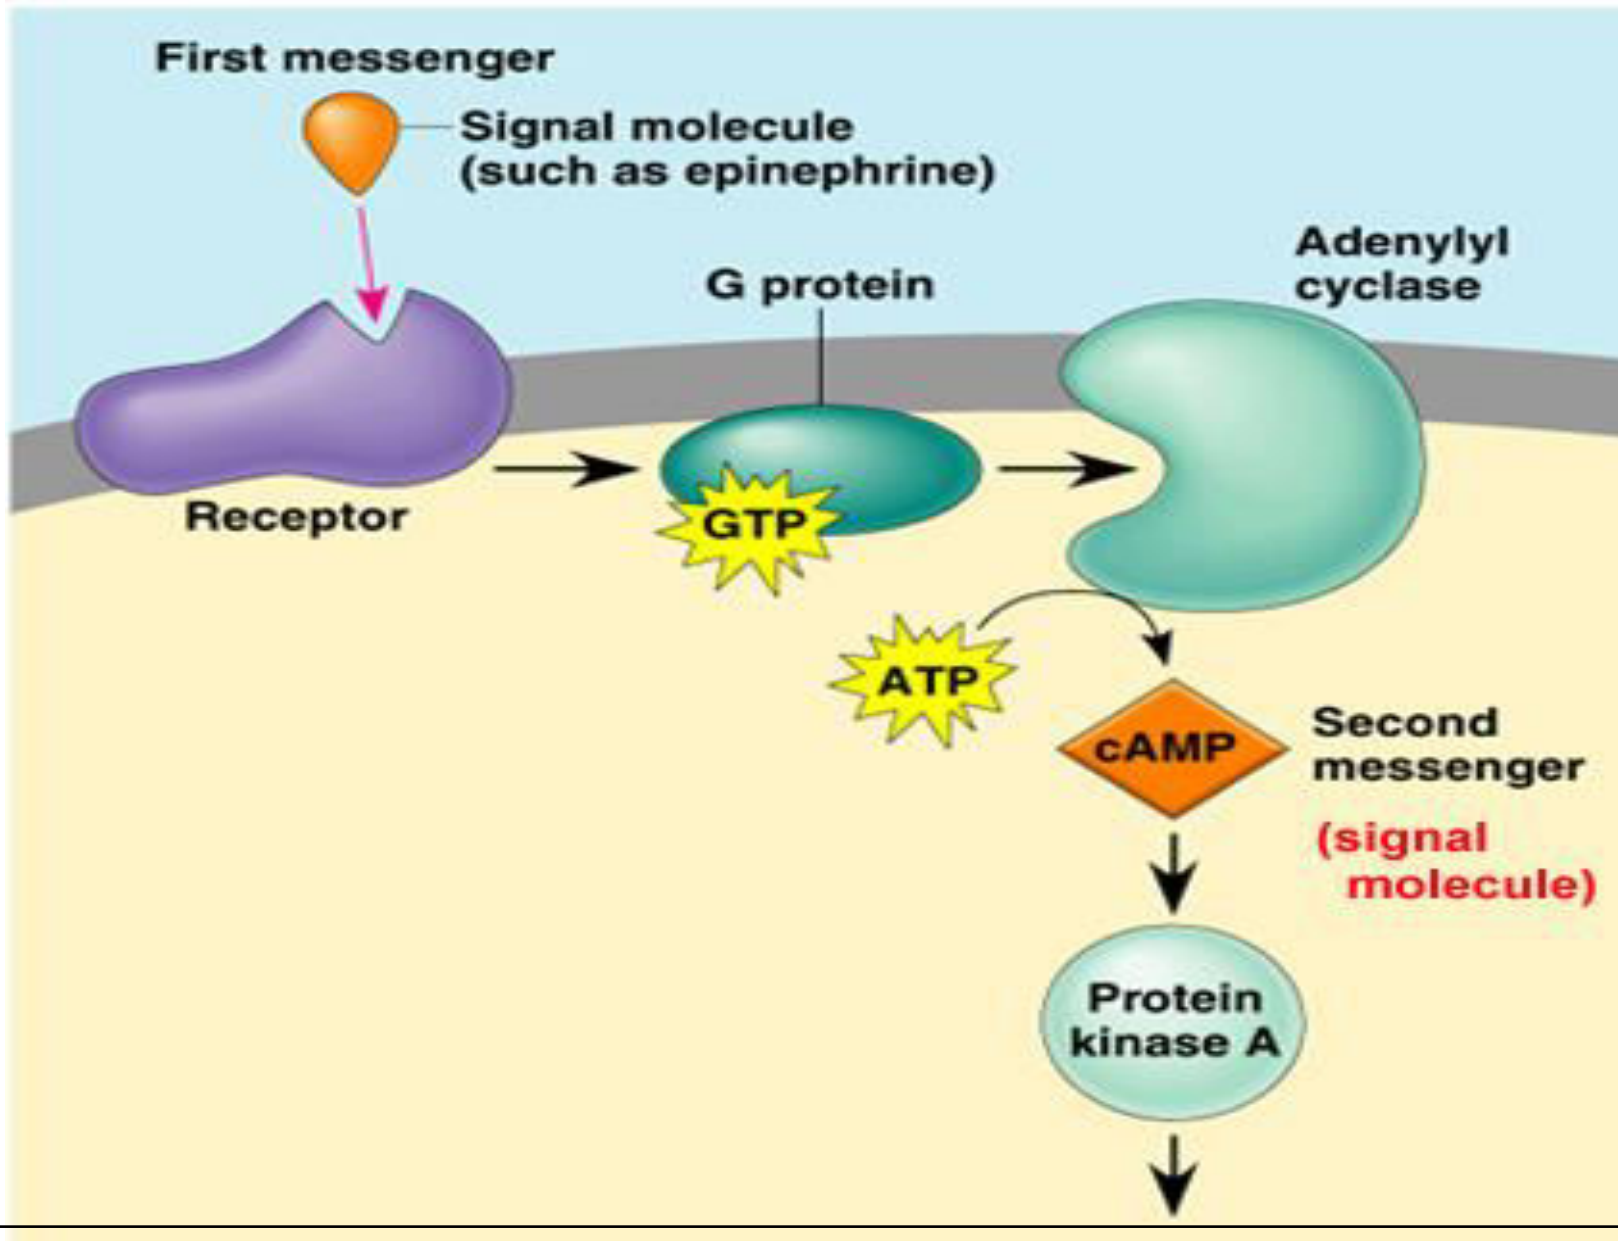 First messenger
Signal molecule
(such as epinephrine)
Adenylyl
cyclase
G protein
Receptor
GTP
ATP
cAMP
Second
messenger
(signal
molecule)
Protein
kinase A